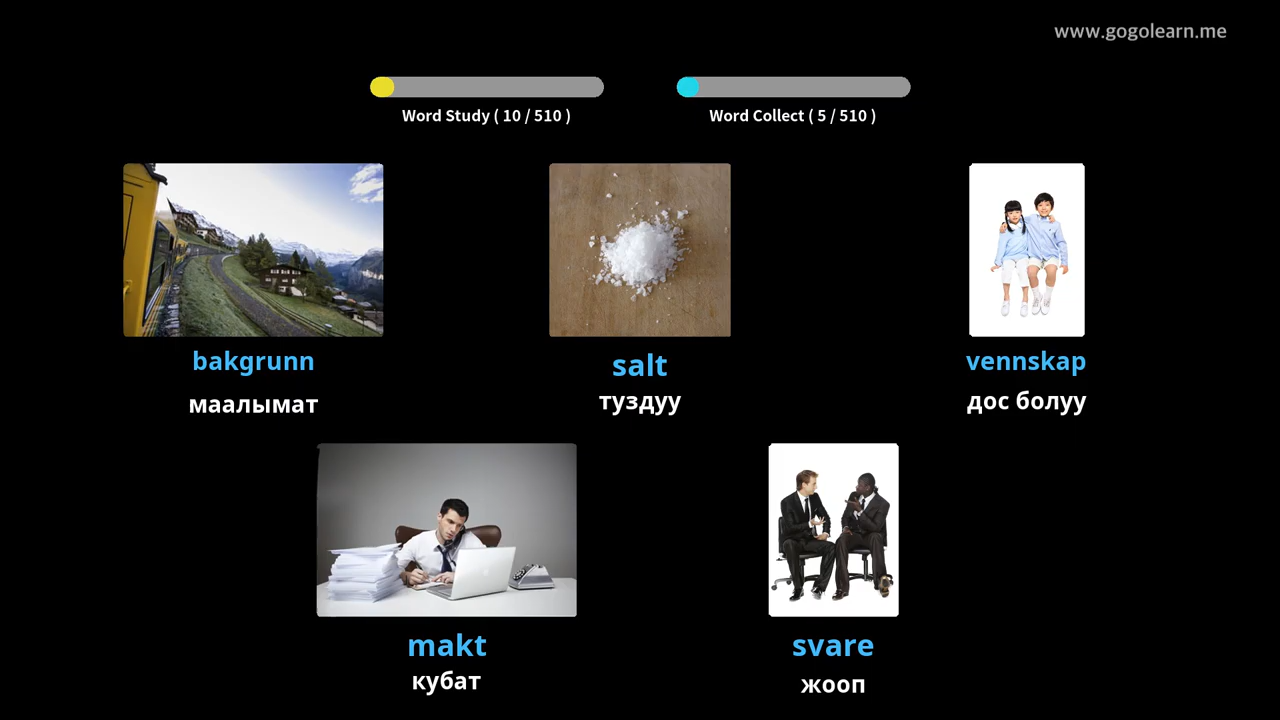 www.gogolearn.me
Word Study ( 10 / 510 )
Word Collect ( 5 / 510 )
bakgrunn
маалымат
salt
туздуу
vennskap
дос болуу
makt
кубат
svare
жооп